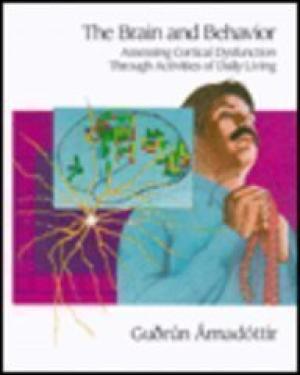 The Brain and Behavior
Assessing Cortical Dysfunction
Through Activities of Daily Living
Guðrún Árnadóttir